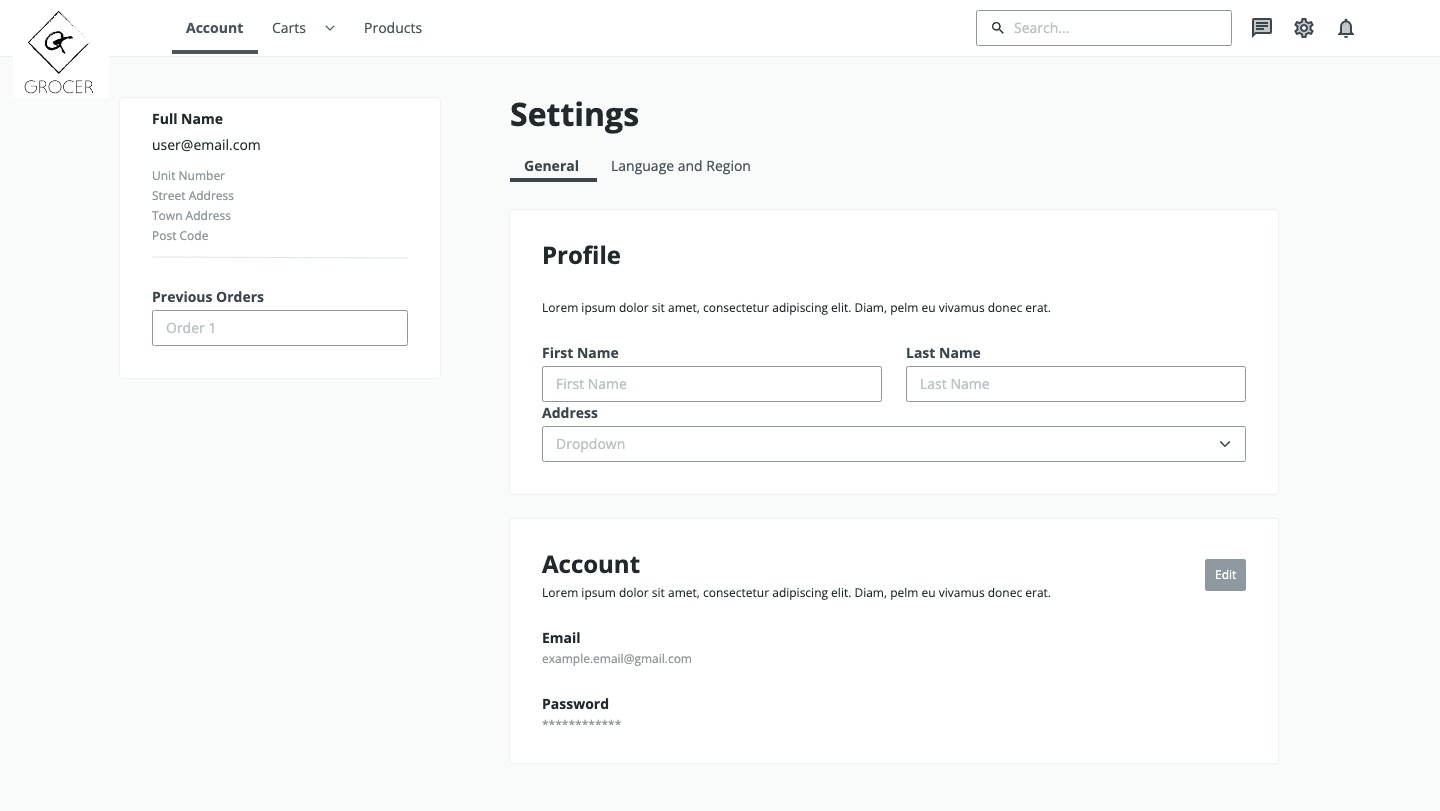 GROCER
Account Carts Products
Search...
Full Name
user@email.com
Unit Number
Street Address
Town Address
Post Code
Previous Orders
Order 1
Settings
General Language and Region
Profile
Lorem ipsum dolor sit amet, consectetur adipiscing elit. Diam, pelm eu vivamus donec erat.
First Name Last Name
First Name Last Name
Address
Dropdown
Account
Edit
Lorem ipsum dolor sit amet, consectetur adipiscing elit. Diam, pelm eu vivamus donec erat.
Email
example.email@gmail.com
Password
************